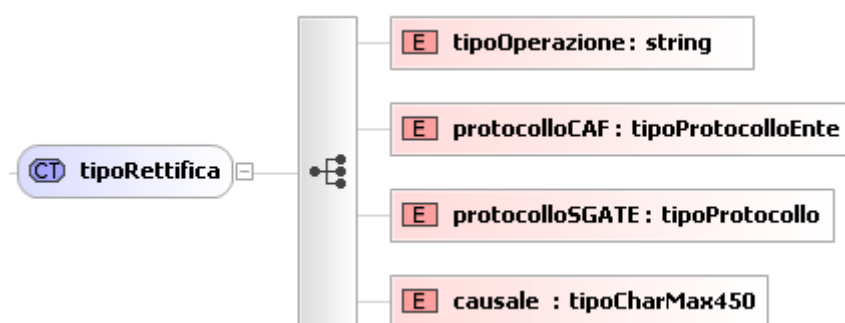 E tipoOperazione: string
E protocolloCAF : tipoProtocolloEnte
CT tipoRettifica
E protocolloSGATE : tipoProtocollo
E causale : tipoCharMax450